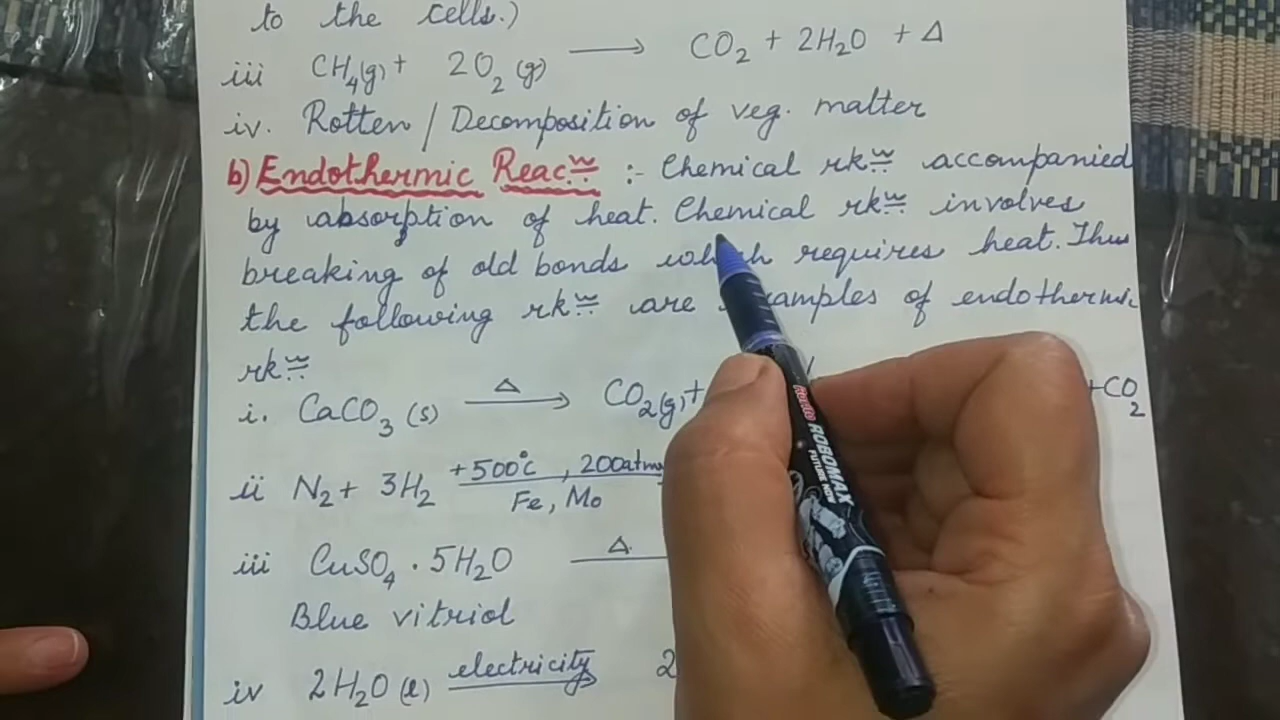 to the cells.)
iii CH₄(g) + 2O₂(g) ⟶ CO₂ + 2H₂O + Δ
iv. Rotten / Decomposition of veg. matter
b) Endothermic Reacⁿ :- Chemical rkⁿ accompanied
by absorption of heat. Chemical rkⁿ involves
breaking of old bonds which requires heat. Thus
the following rkⁿ are examples of endothermic
rkⁿ
i. CaCO₃(s) Δ⟶ CO₂(g) + +CO₂
ii N₂ + 3H₂ +500°C, 200atm Fe, Mo
iii CuSO₄ · 5H₂O Δ
Blue vitriol
iv 2H₂O(l) electricity⟶ 2
ROBOMAX